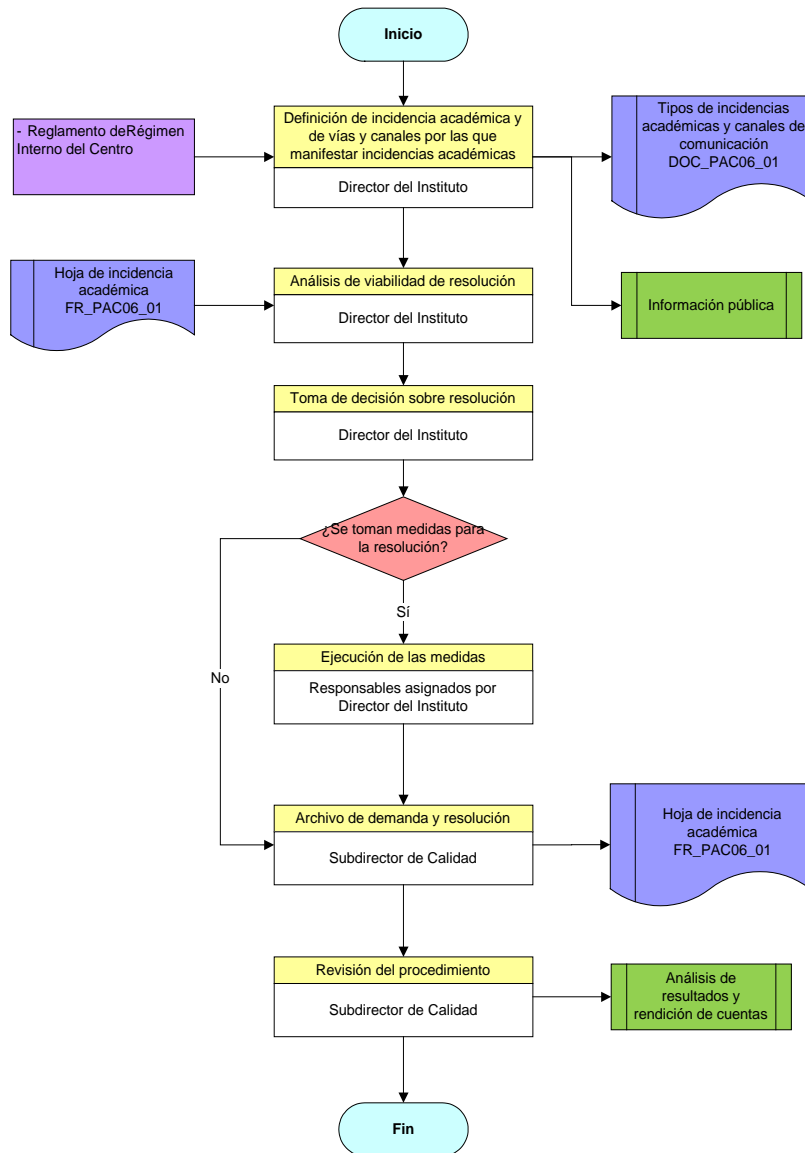 Inicio
- Reglamento deRégimen
Interno del Centro
Definición de incidencia académica y
de vías y canales por las que
manifestar incidencias académicas
Director del Instituto
Tipos de incidencias
académicas y canales de
comunicación
DOC_PAC06_01
Hoja de incidencia
académica
FR_PAC06_01
Análisis de viabilidad de resolución
Director del Instituto
Información pública
Toma de decisión sobre resolución
Director del Instituto
¿Se toman medidas para
la resolución?
Sí
No
Ejecución de las medidas
Responsables asignados por
Director del Instituto
Archivo de demanda y resolución
Subdirector de Calidad
Hoja de incidencia
académica
FR_PAC06_01
Revisión del procedimiento
Subdirector de Calidad
Análisis de
resultados y
rendición de cuentas
Fin